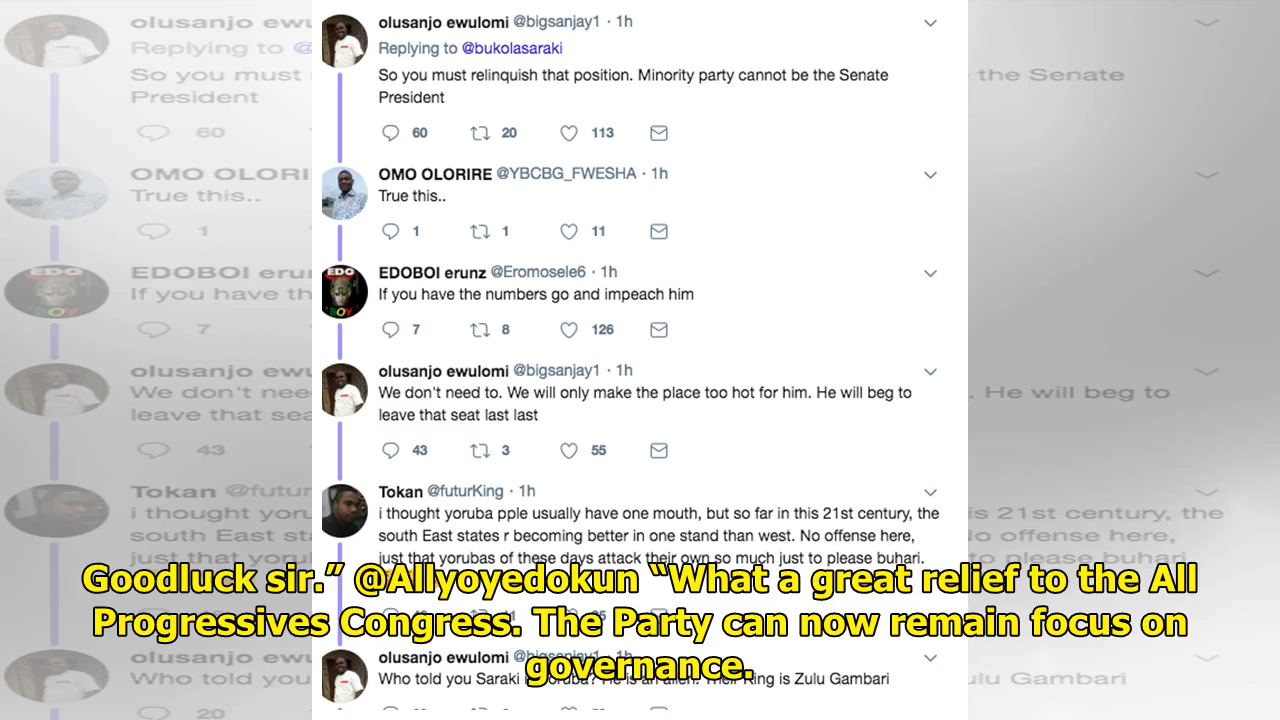 olusanjo ewulomi @bigsanjay1 · 1h
Replying to @bukolasaraki
So you must relinquish that position. Minority party cannot be the Senate
President
60 20 113
OMO OLORIRE @YBCBG_FWESHA · 1h
True this..
1 1 11
EDOBOI erunz @Eromosele6 · 1h
If you have the numbers go and impeach him
7 8 126
olusanjo ewulomi @bigsanjay1 · 1h
We don't need to. We will only make the place too hot for him. He will beg to
leave that seat last last
43 3 55
Tokan @futurKing · 1h
i thought yoruba pple usually have one mouth, but so far in this 21st century, the
south East states r becoming better in one stand than west. No offense here,
just that yorubas of these days attack their own so much just to please buhari.
Goodluck sir.” @Allyoyedokun “What a great relief to the All
Progressives Congress. The Party can now remain focus on
governance.
olusanjo ewulomi @bigsanjay1 · 1h
Who told you Saraki is Yoruba? He is an alien. Their King is Zulu Gambari